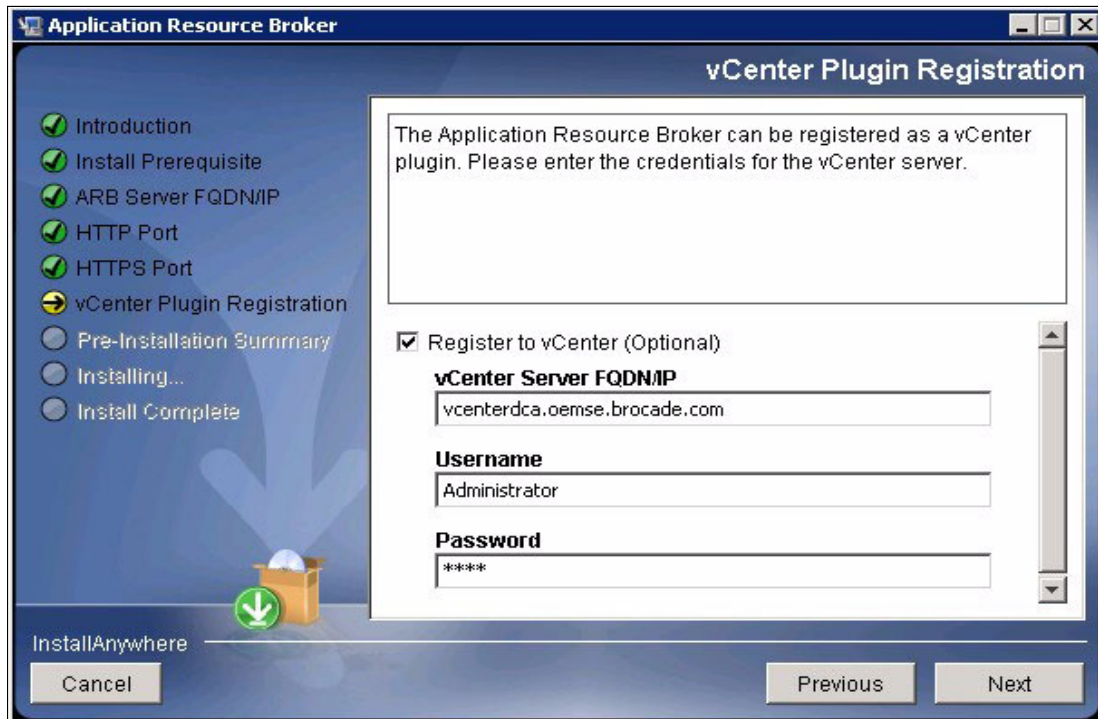 Application Resource Broker
vCenter Plugin Registration
Introduction
Install Prerequisite
ARB Server FQDN/IP
HTTP Port
HTTPS Port
vCenter Plugin Registration
Pre-Installation Summary
Installing...
Install Complete
The Application Resource Broker can be registered as a vCenter
plugin. Please enter the credentials for the vCenter server.
Register to vCenter (Optional)
vCenter Server FQDN/IP
vcenterdca.oemse.brocade.com
Username
Administrator
Password
****
InstallAnywhere
Cancel
Previous
Next